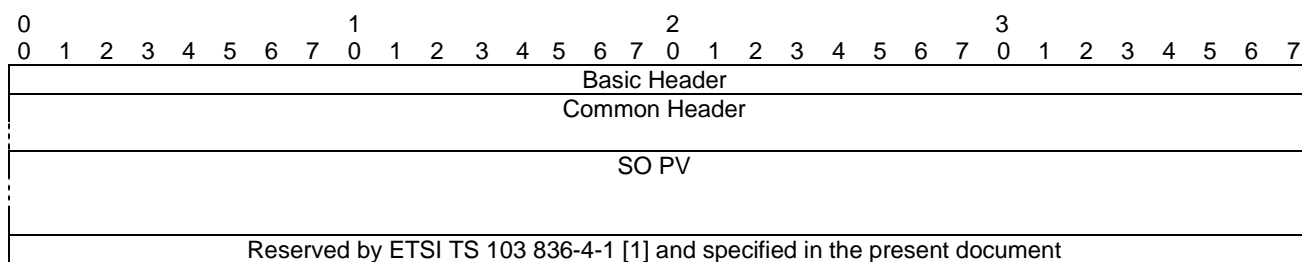 0 1 2 3
0 1 2 3 4 5 6 7 0 1 2 3 4 5 6 7 0 1 2 3 4 5 6 7 0 1 2 3 4 5 6 7
Basic Header
Common Header
SO PV
Reserved by ETSI TS 103 836-4-1 [1] and specified in the present document